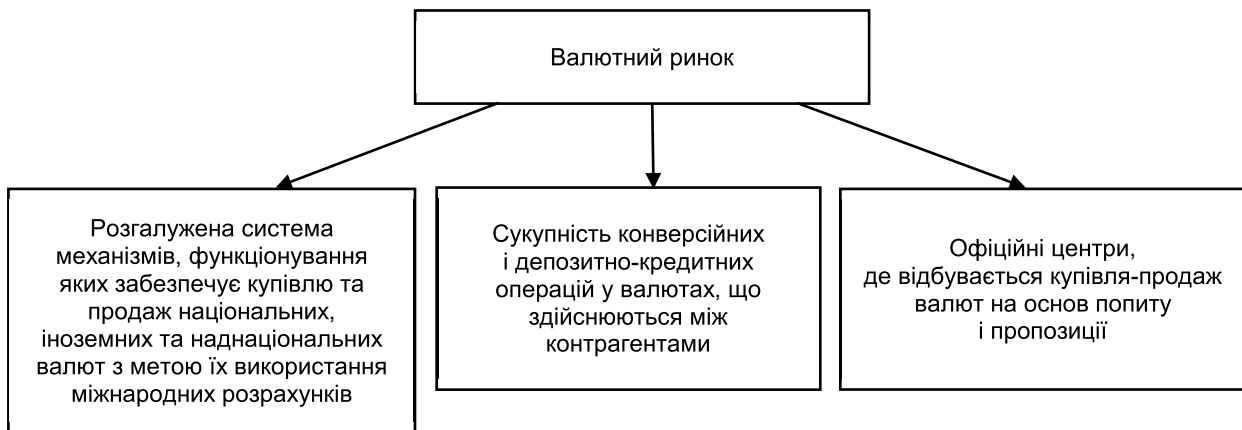 Валютний ринок
Розгалужена система
механізмів, функціонування
яких забезпечує купівлю та
продаж національних,
іноземних та наднаціональних
валют з метою їх використання
міжнародних розрахунків
Сукупність конверсійних
і депозитно-кредитних
операцій у валютах, що
здійснюються між
контрагентами
Офіційні центри,
де відбувається купівля-продаж
валют на основ попиту
і пропозиції